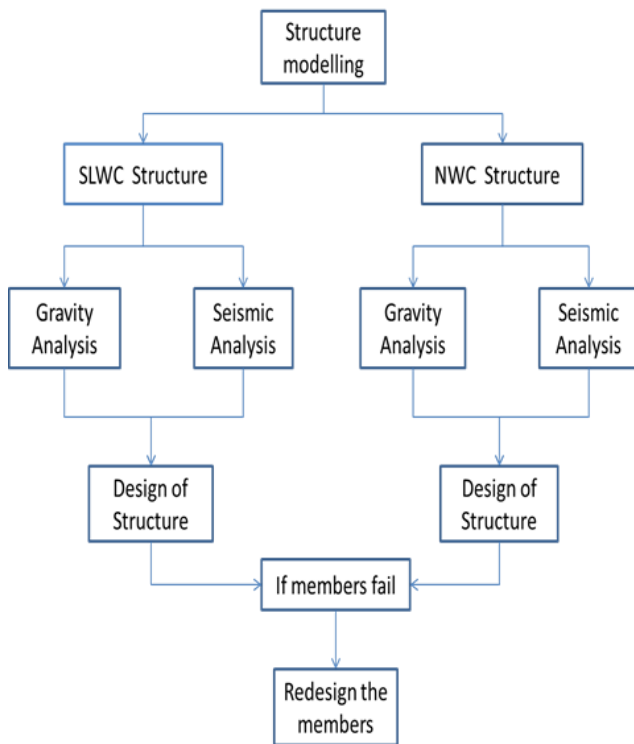 Structure
modelling
SLWC Structure
NWC Structure
Gravity
Analysis
Seismic
Analysis
Gravity
Analysis
Seismic
Analysis
Design of
Structure
Design of
Structure
If members fail
Redesign the
members